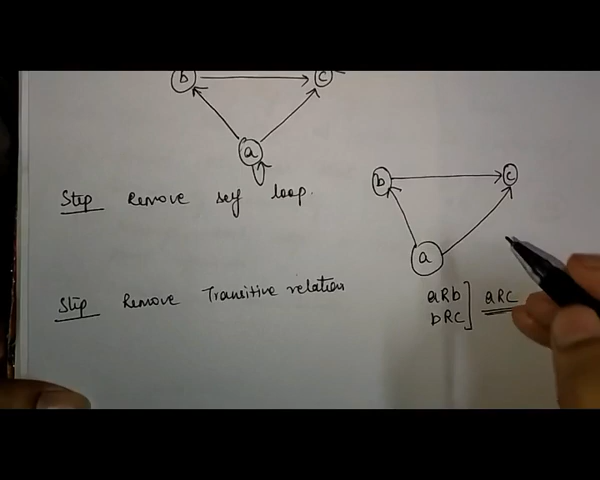 b c
a
Step Remove self loop.
b c
a
Step Remove Transitive relation
aRb
bRC
aRC